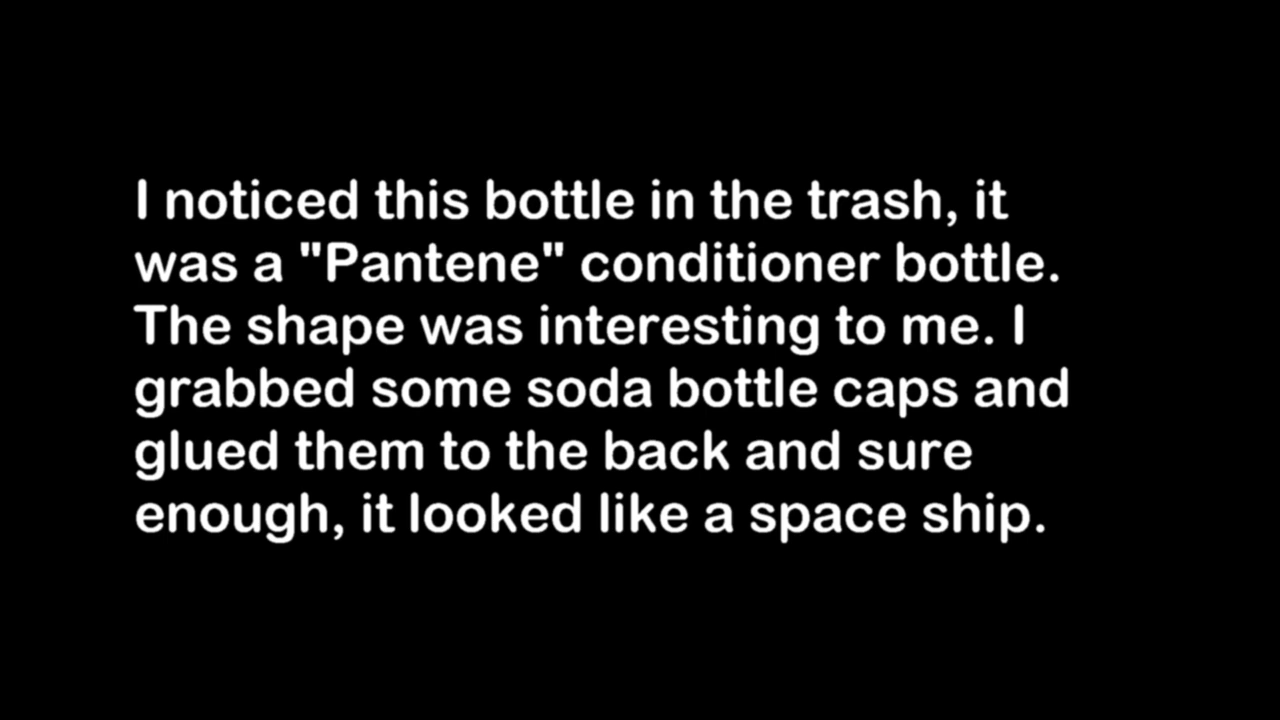 I noticed this bottle in the trash, it
was a "Pantene" conditioner bottle.
The shape was interesting to me. I
grabbed some soda bottle caps and
glued them to the back and sure
enough, it looked like a space ship.